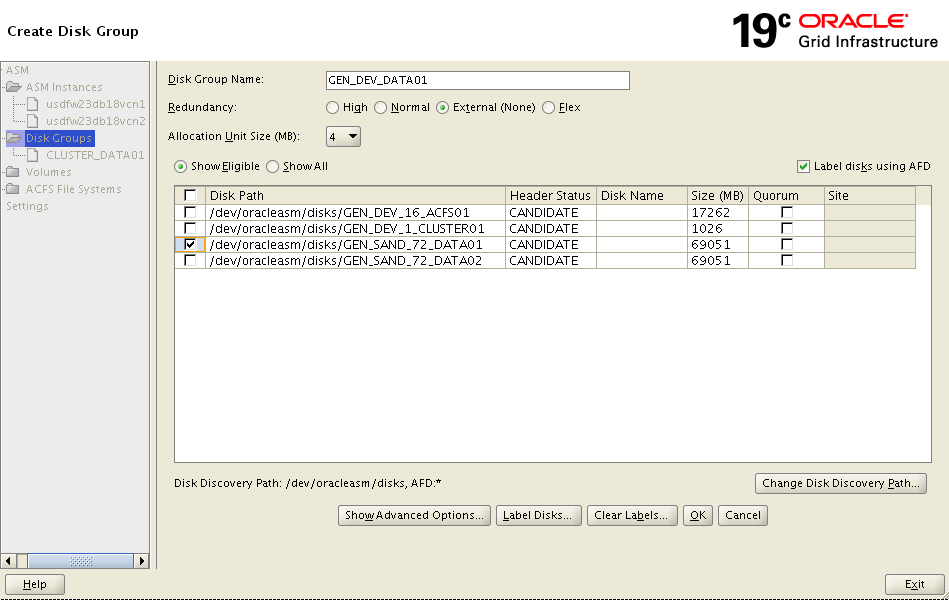 Create Disk Group
19c ORACLE
Grid Infrastructure
ASM
ASM Instances
usdfw23db18vcn1
usdfw23db18vcn2
Disk Groups
CLUSTER_DATA01
Volumes
ACFS File Systems
Settings
Disk Group Name: GEN_DEV_DATA01
Redundancy: High Normal External (None) Flex
Allocation Unit Size (MB): 4
Show Eligible Show All Label disks using AFD
Disk Path Header Status Disk Name Size (MB) Quorum Site
/dev/oracleasm/disks/GEN_DEV_16_ACFS01 CANDIDATE 17262
/dev/oracleasm/disks/GEN_DEV_1_CLUSTER01 CANDIDATE 1026
/dev/oracleasm/disks/GEN_SAND_72_DATA01 CANDIDATE 69051
/dev/oracleasm/disks/GEN_SAND_72_DATA02 CANDIDATE 69051
Disk Discovery Path: /dev/oracleasm/disks, AFD:* Change Disk Discovery Path...
Show Advanced Options... Label Disks... Clear Labels... OK Cancel
Help Exit